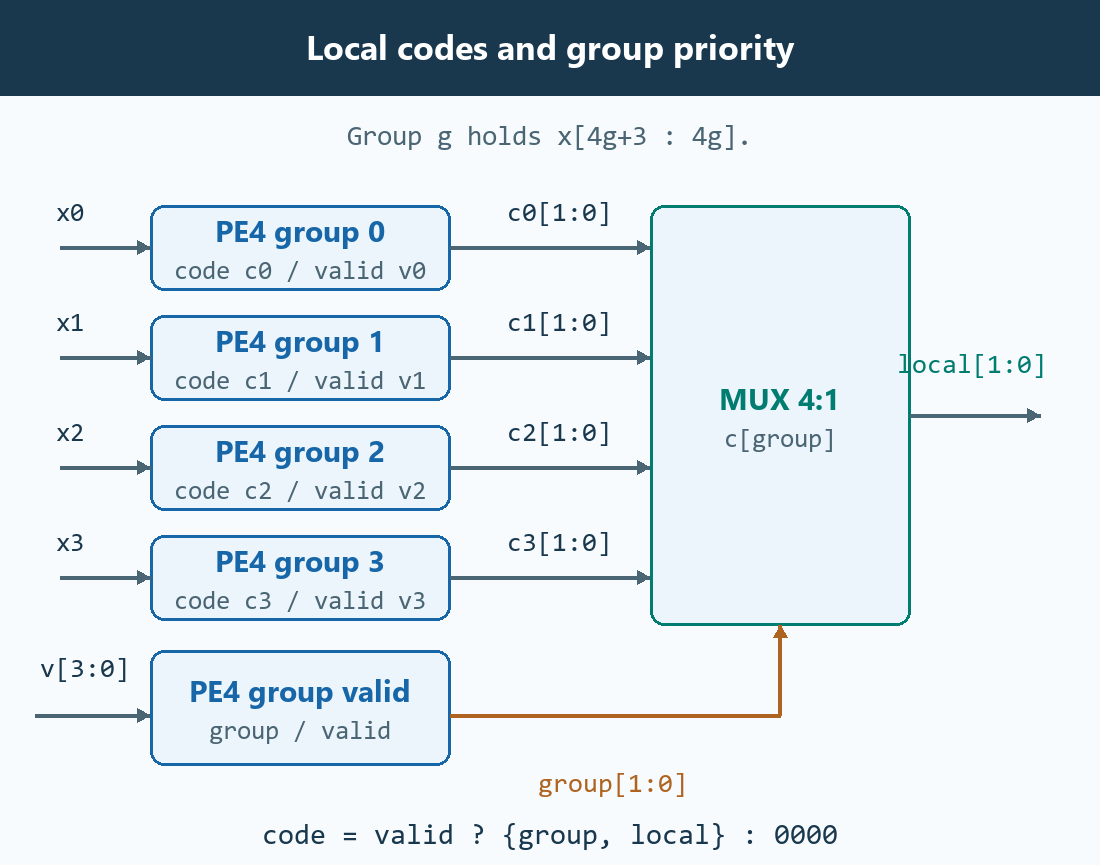 Local codes and group priority
Group g holds x[4g+3 : 4g].
x0
PE4 group 0
code c0 / valid v0
c0[1:0]
x1
PE4 group 1
code c1 / valid v1
c1[1:0]
x2
PE4 group 2
code c2 / valid v2
c2[1:0]
x3
PE4 group 3
code c3 / valid v3
c3[1:0]
MUX 4:1
c[group]
local[1:0]
v[3:0]
PE4 group valid
group / valid
group[1:0]
code = valid ? {group, local} : 0000